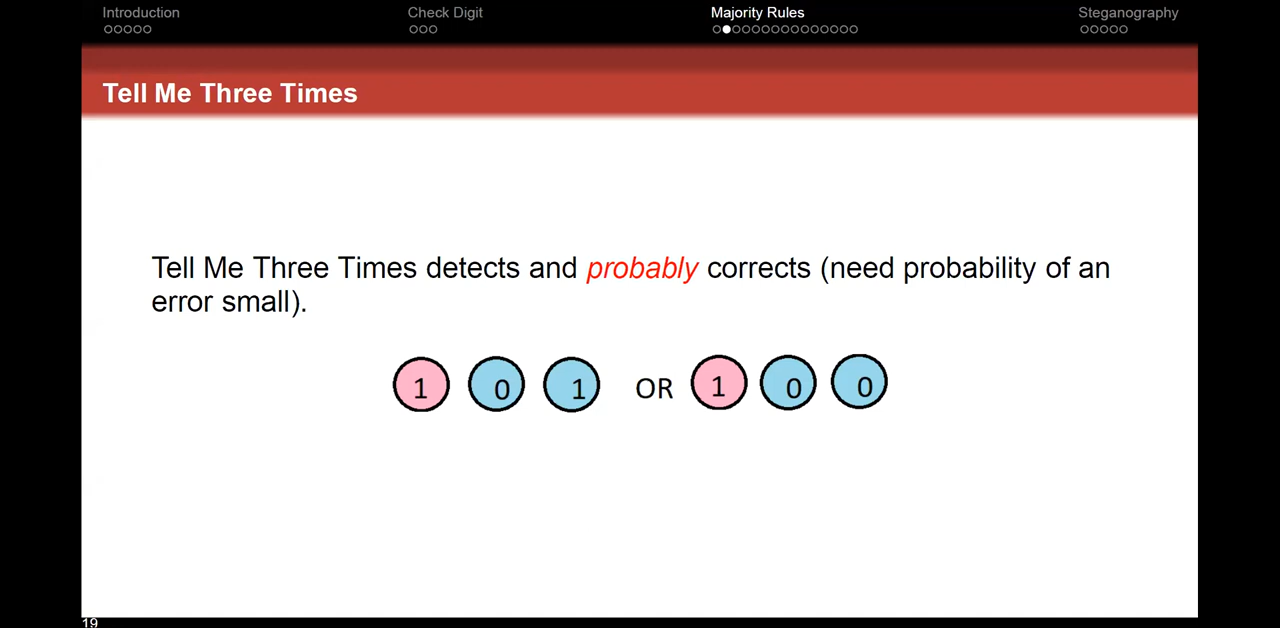 Introduction Check Digit Majority Rules Steganography
Tell Me Three Times
Tell Me Three Times detects and probably corrects (need probability of an
error small).
1 0 1 OR 1 0 0
19